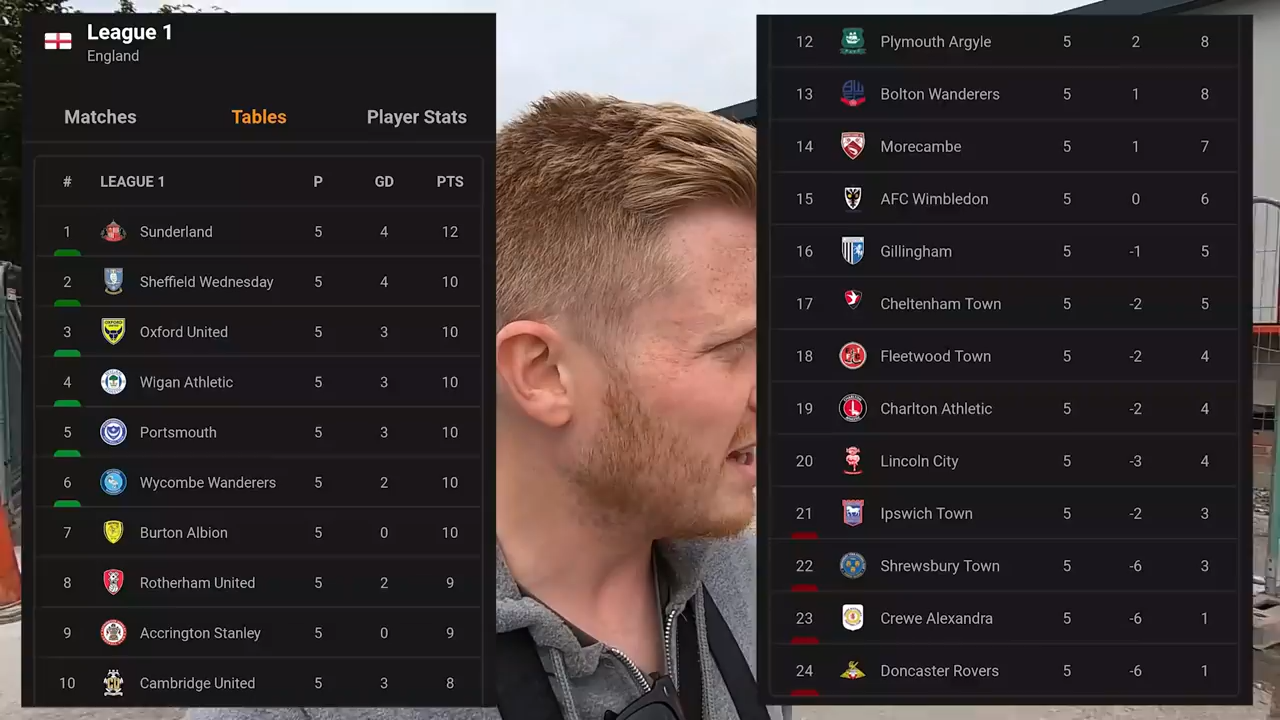 League 1
England
Matches Tables Player Stats
# LEAGUE 1 P GD PTS
1 Sunderland 5 4 12
2 Sheffield Wednesday 5 4 10
3 Oxford United 5 3 10
4 Wigan Athletic 5 3 10
5 Portsmouth 5 3 10
6 Wycombe Wanderers 5 2 10
7 Burton Albion 5 0 10
8 Rotherham United 5 2 9
9 Accrington Stanley 5 0 9
10 Cambridge United 5 3 8
12 Plymouth Argyle 5 2 8
13 Bolton Wanderers 5 1 8
14 Morecambe 5 1 7
15 AFC Wimbledon 5 0 6
16 Gillingham 5 -1 5
17 Cheltenham Town 5 -2 5
18 Fleetwood Town 5 -2 4
19 Charlton Athletic 5 -2 4
20 Lincoln City 5 -3 4
21 Ipswich Town 5 -2 3
22 Shrewsbury Town 5 -6 3
23 Crewe Alexandra 5 -6 1
24 Doncaster Rovers 5 -6 1